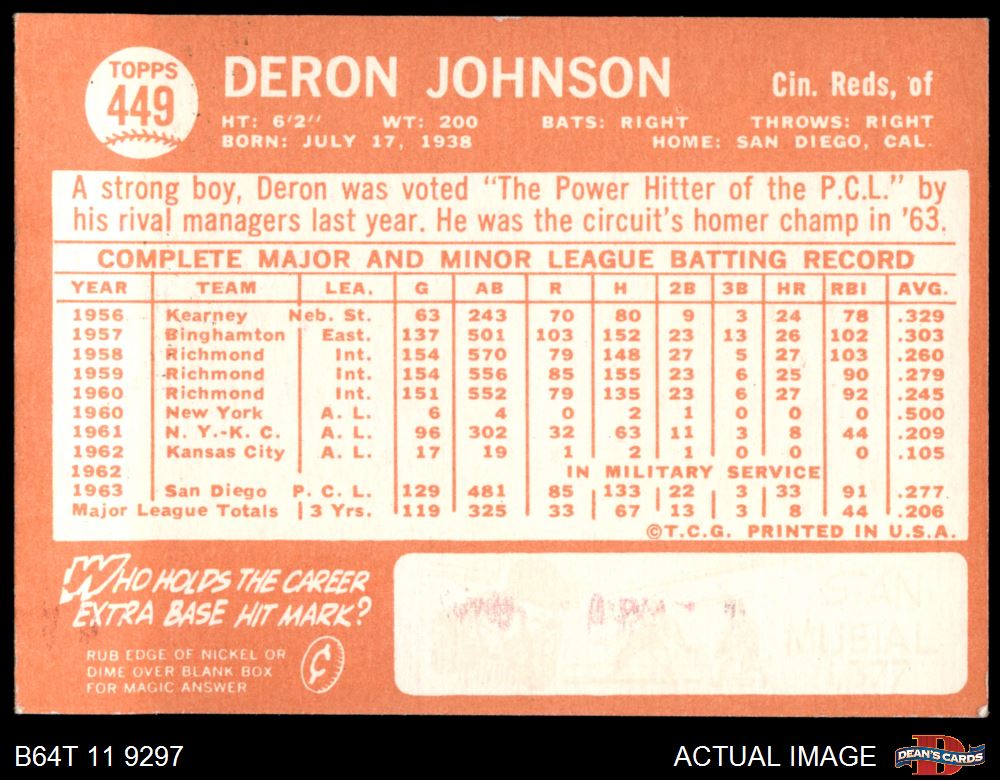 TOPPS
449
DERON JOHNSON
Cin. Reds, of
HT: 6'2" WT: 200 BATS: RIGHT THROWS: RIGHT
BORN: JULY 17, 1938 HOME: SAN DIEGO, CAL.
A strong boy, Deron was voted "The Power Hitter of the P.C.L." by
his rival managers last year. He was the circuit's homer champ in '63.
COMPLETE MAJOR AND MINOR LEAGUE BATTING RECORD
YEAR TEAM LEA. G AB R H 2B 3B HR RBI AVG.
1956 Kearney Neb. St. 63 243 70 80 9 3 24 78 .329
1957 Binghamton East. 137 501 103 152 23 13 26 102 .303
1958 Richmond Int. 154 570 79 148 27 5 27 103 .260
1959 Richmond Int. 154 556 85 155 23 6 25 90 .279
1960 Richmond Int. 151 552 79 135 23 6 27 92 .245
1960 New York A. L. 6 4 0 2 1 0 0 0 .500
1961 N. Y.-K. C. A. L. 96 302 32 63 11 3 8 44 .209
1962 Kansas City A. L. 17 19 1 2 1 0 0 0 .105
1962 IN MILITARY SERVICE
1963 San Diego P. C. L. 129 481 85 133 22 3 33 91 .277
Major League Totals 3 Yrs. 119 325 33 67 13 3 8 44 .206
©T.C.G. PRINTED IN U.S.A.
WHO HOLDS THE CAREER
EXTRA BASE HIT MARK?
RUB EDGE OF NICKEL OR
DIME OVER BLANK BOX
FOR MAGIC ANSWER
¢
STAN
MUSIAL
1377
B64T 11 9297
ACTUAL IMAGE
DEAN'S CARDS